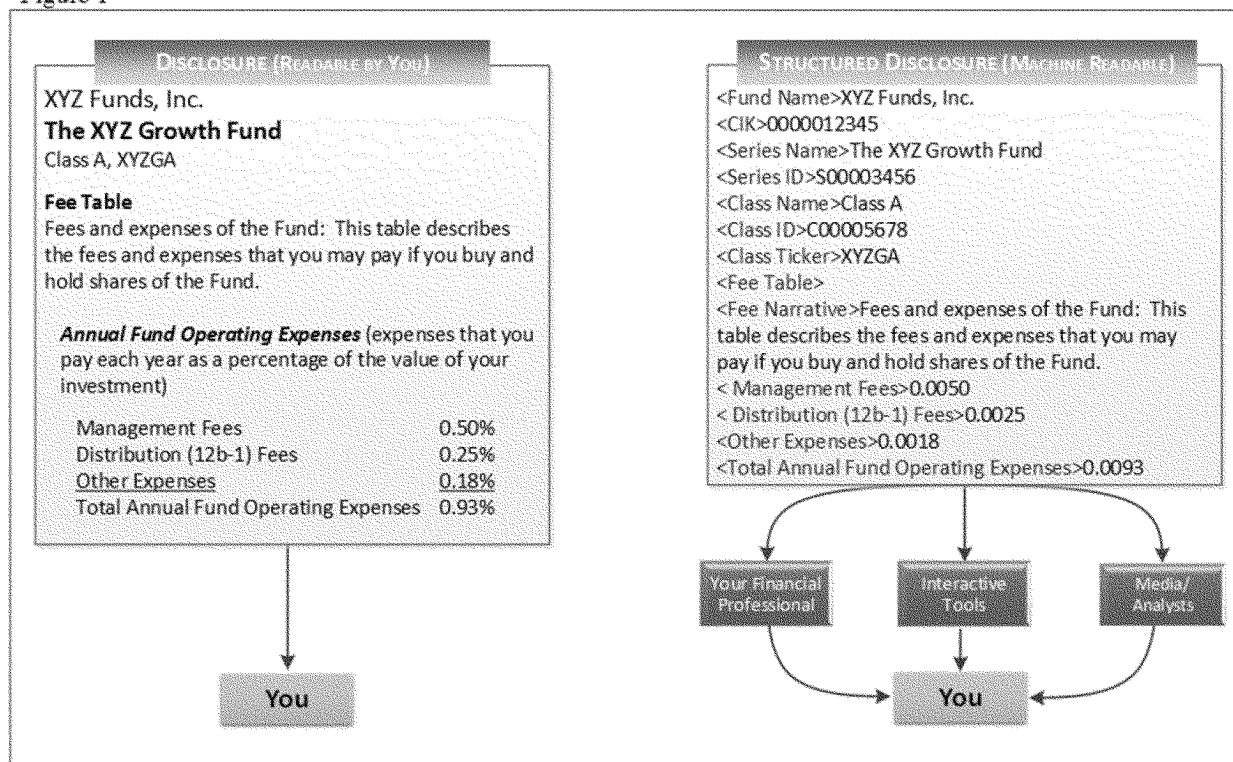 Figure 1
DISCLOSURE (READABLE BY YOU)
XYZ Funds, Inc.
The XYZ Growth Fund
Class A, XYZGA
Fee Table
Fees and expenses of the Fund: This table describes
the fees and expenses that you may pay if you buy and
hold shares of the Fund.
Annual Fund Operating Expenses (expenses that you
pay each year as a percentage of the value of your
investment)
Management Fees 0.50%
Distribution (12b-1) Fees 0.25%
Other Expenses 0.18%
Total Annual Fund Operating Expenses 0.93%
You
STRUCTURED DISCLOSURE (MACHINE READABLE)
<Fund Name>XYZ Funds, Inc.
<CIK>0000012345
<Series Name>The XYZ Growth Fund
<Series ID>S00003456
<Class Name>Class A
<Class ID>C00005678
<Class Ticker>XYZGA
<Fee Table>
<Fee Narrative>Fees and expenses of the Fund: This
table describes the fees and expenses that you may
pay if you buy and hold shares of the Fund.
< Management Fees>0.0050
< Distribution (12b-1) Fees>0.0025
<Other Expenses>0.0018
<Total Annual Fund Operating Expenses>0.0093
Your Financial
Professional
Interactive
Tools
Media/
Analysts
You